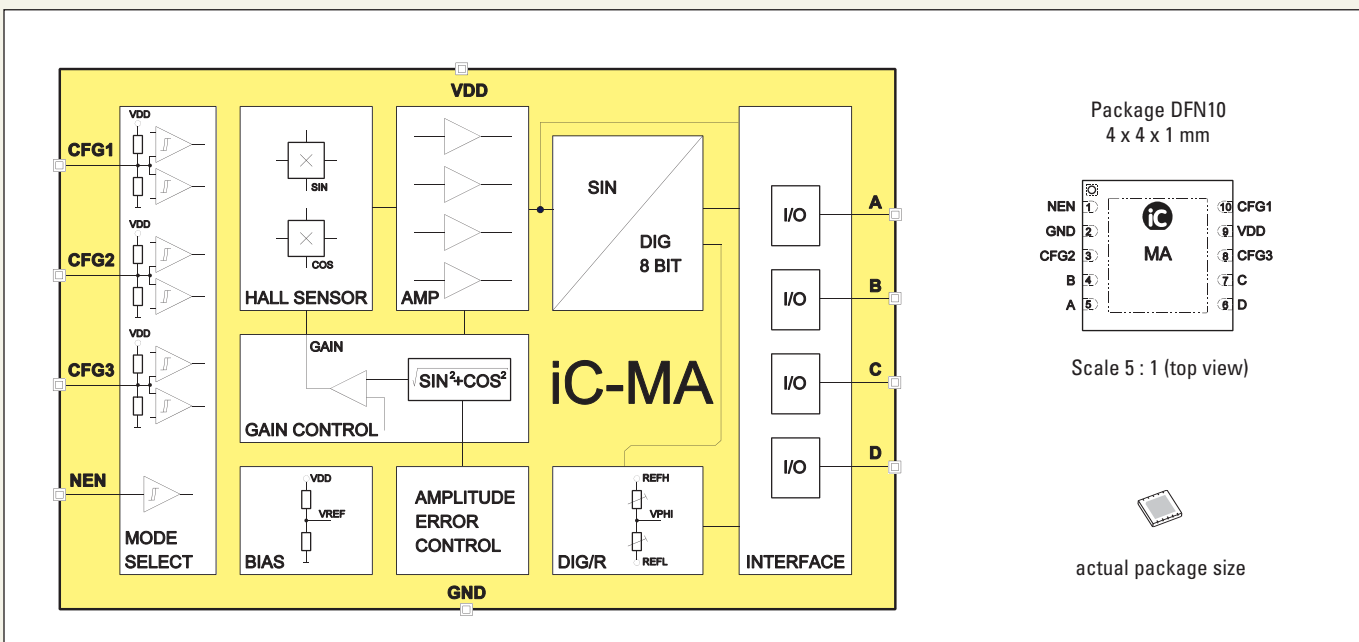 VDD
CFG1
VDD
CFG2
VDD
CFG3
VDD
NEN
MODE
SELECT
SIN
COS
HALL SENSOR
AMP
SIN
DIG
8 BIT
GAIN
√SIN²+COS²
GAIN CONTROL
iC-MA
VDD
VREF
BIAS
AMPLITUDE
ERROR
CONTROL
REFH
VPHI
REFL
DIG/R
I/O
A
I/O
B
I/O
C
I/O
D
INTERFACE
GND
Package DFN10
4 x 4 x 1 mm
NEN 1 10 CFG1
GND 2 9 VDD
CFG2 3 8 CFG3
B 4 7 C
A 5 6 D
iC
MA
Scale 5 : 1 (top view)
actual package size